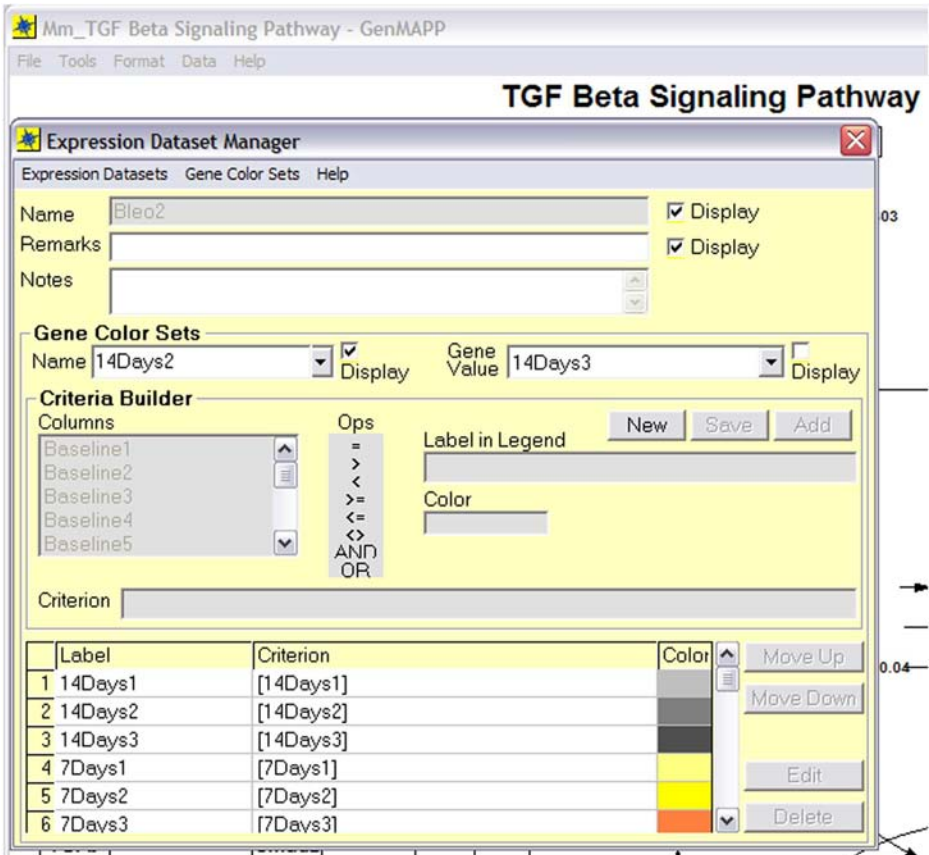 Mm_TGF Beta Signaling Pathway - GenMAPP
File Tools Format Data Help
TGF Beta Signaling Pathway
Expression Dataset Manager
Expression Datasets Gene Color Sets Help
Name Bleo2 Display
03
Remarks Display
Notes
Gene Color Sets
Name 14Days2 Display Gene Value 14Days3 Display
Criteria Builder
Columns Ops New Save Add
Baseline1 = Label in Legend
Baseline2 >
Baseline3 <
Baseline4 >= Color
Baseline5 <=
<>
AND
OR
Criterion
Label Criterion Color Move Up
0.04
1 14Days1 [14Days1]
2 14Days2 [14Days2] Move Down
3 14Days3 [14Days3]
4 7Days1 [7Days1] Edit
5 7Days2 [7Days2]
6 7Days3 [7Days3] Delete